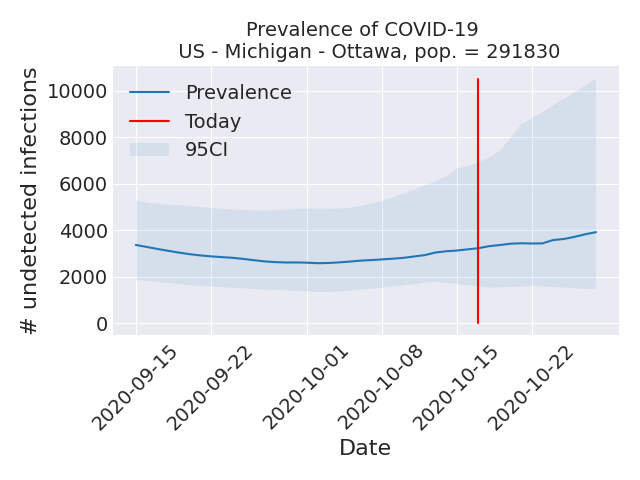 Prevalence of COVID-19
US - Michigan - Ottawa, pop. = 291830
# undetected infections
10000
8000
6000
4000
2000
0
Prevalence
Today
95CI
2020-09-15
2020-09-22
2020-10-01
2020-10-08
2020-10-15
2020-10-22
Date